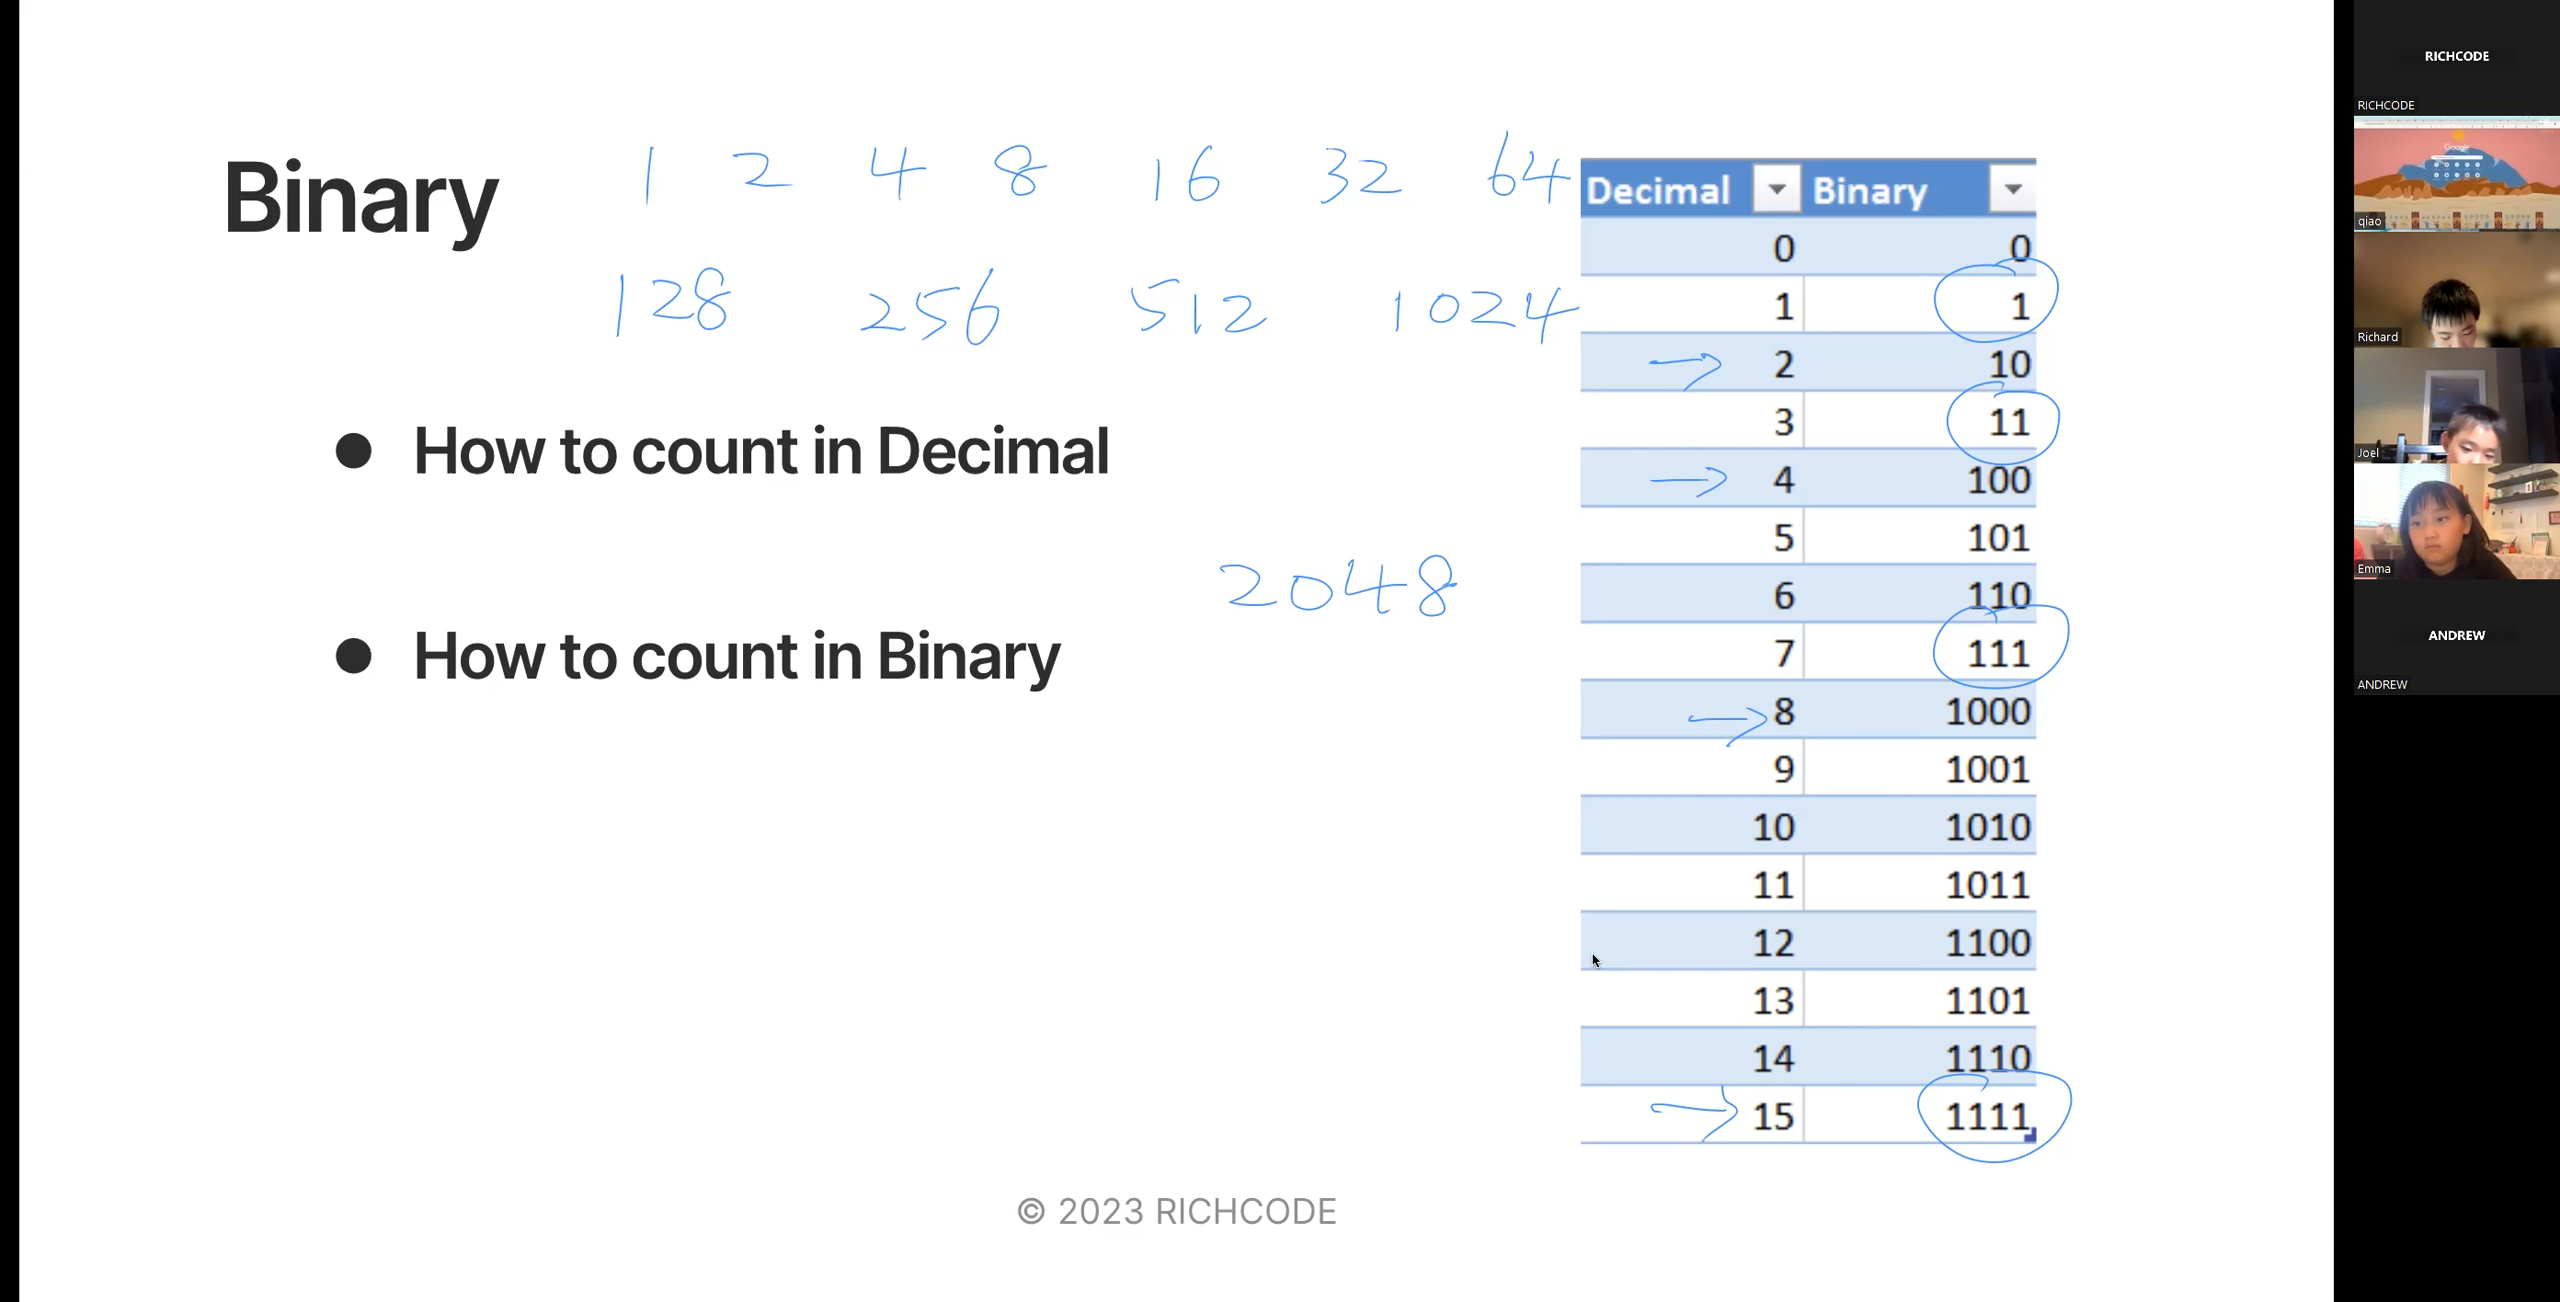 Binary
1 2 4 8 16 32 64
128 256 512 1024
How to count in Decimal
2048
How to count in Binary
Decimal Binary
0 0
1 1
2 10
3 11
4 100
5 101
6 110
7 111
8 1000
9 1001
10 1010
11 1011
12 1100
13 1101
14 1110
15 1111
© 2023 RICHCODE
RICHCODE
RICHCODE
Google
qiao
Richard
Joel
Emma
ANDREW
ANDREW